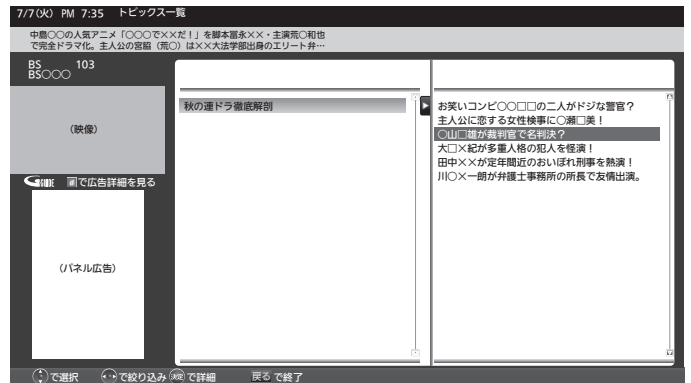 7/7(火) PM 7:35 トピックス一覧
中島○○の人気アニメ「○○○で××だ!」を脚本冨永××・主演荒○和也
で完全ドラマ化。主人公の宮脇(荒○)は××大法学部出身のエリート弁…
BS 103
BS○○○
(映像)
Gガイド dで広告詳細を見る
(パネル広告)
秋の連ドラ徹底解剖
お笑いコンビ○○□□の二人がドジな警官?
主人公に恋する女性検事に○瀬□美!
○山□雄が裁判官で名判決?
大□×紀が多重人格の犯人を怪演!
田中××が定年間近のおいぼれ刑事を熱演!
川○×一朗が弁護士事務所の所長で友情出演。
で選択 で絞り込み 決定 で詳細 戻る で終了